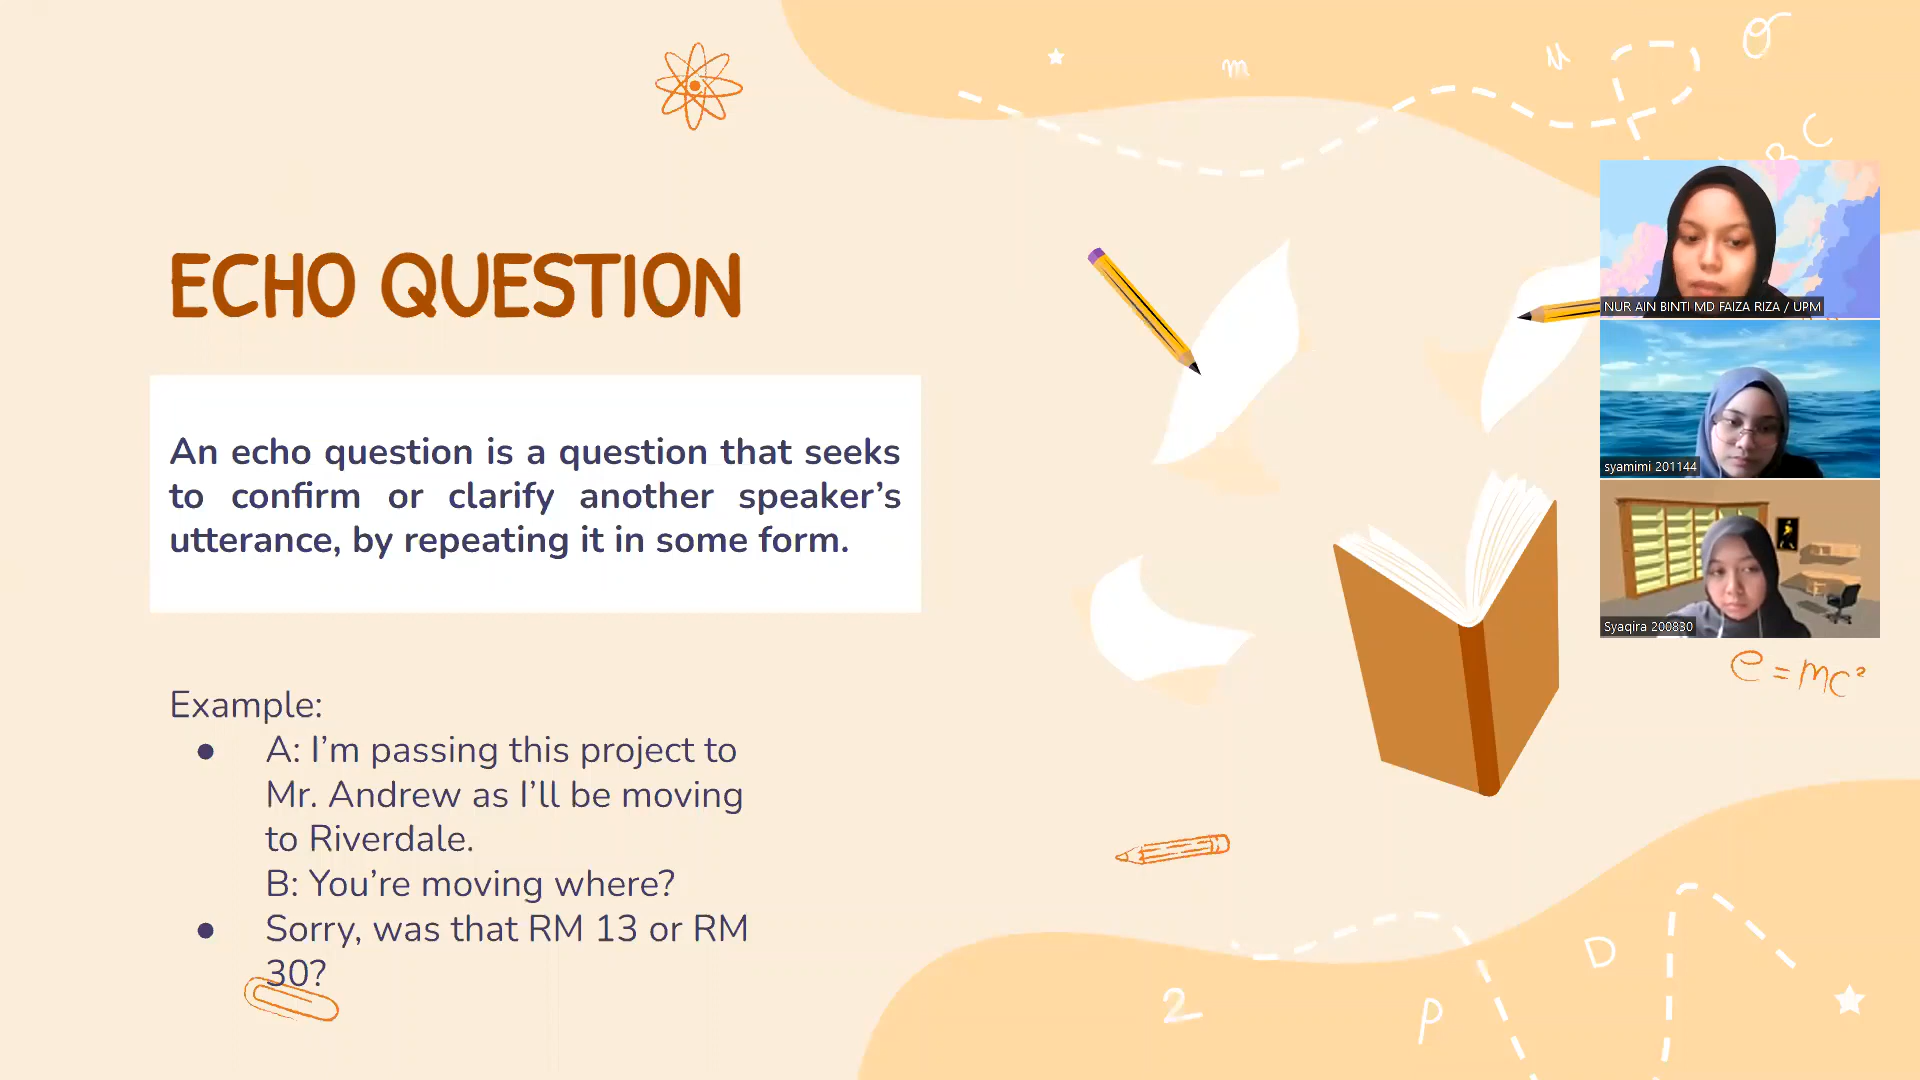 m
N
O
C
B
ECHO QUESTION
NUR AIN BINTI MD FAIZA RIZA / UPM
An echo question is a question that seeks
to confirm or clarify another speaker’s
utterance, by repeating it in some form.
syamimi 201144
Syaqira 200830
e = mc²
Example:
● A: I’m passing this project to
Mr. Andrew as I’ll be moving
to Riverdale.
B: You’re moving where?
● Sorry, was that RM 13 or RM
30?
D
2
P